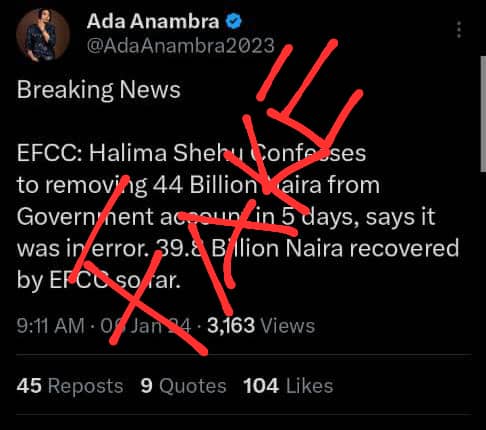 Ada Anambra
@AdaAnambra2023
Breaking News
EFCC: Halima Shehu Confesses
to removing 44 Billion Naira from
Government account in 5 days, says it
was in error. 39.8 Billion Naira recovered
by EFCC so far.
9:11 AM · Jan 24 · 3,163 Views
45 Reposts 9 Quotes 104 Likes
FAKE